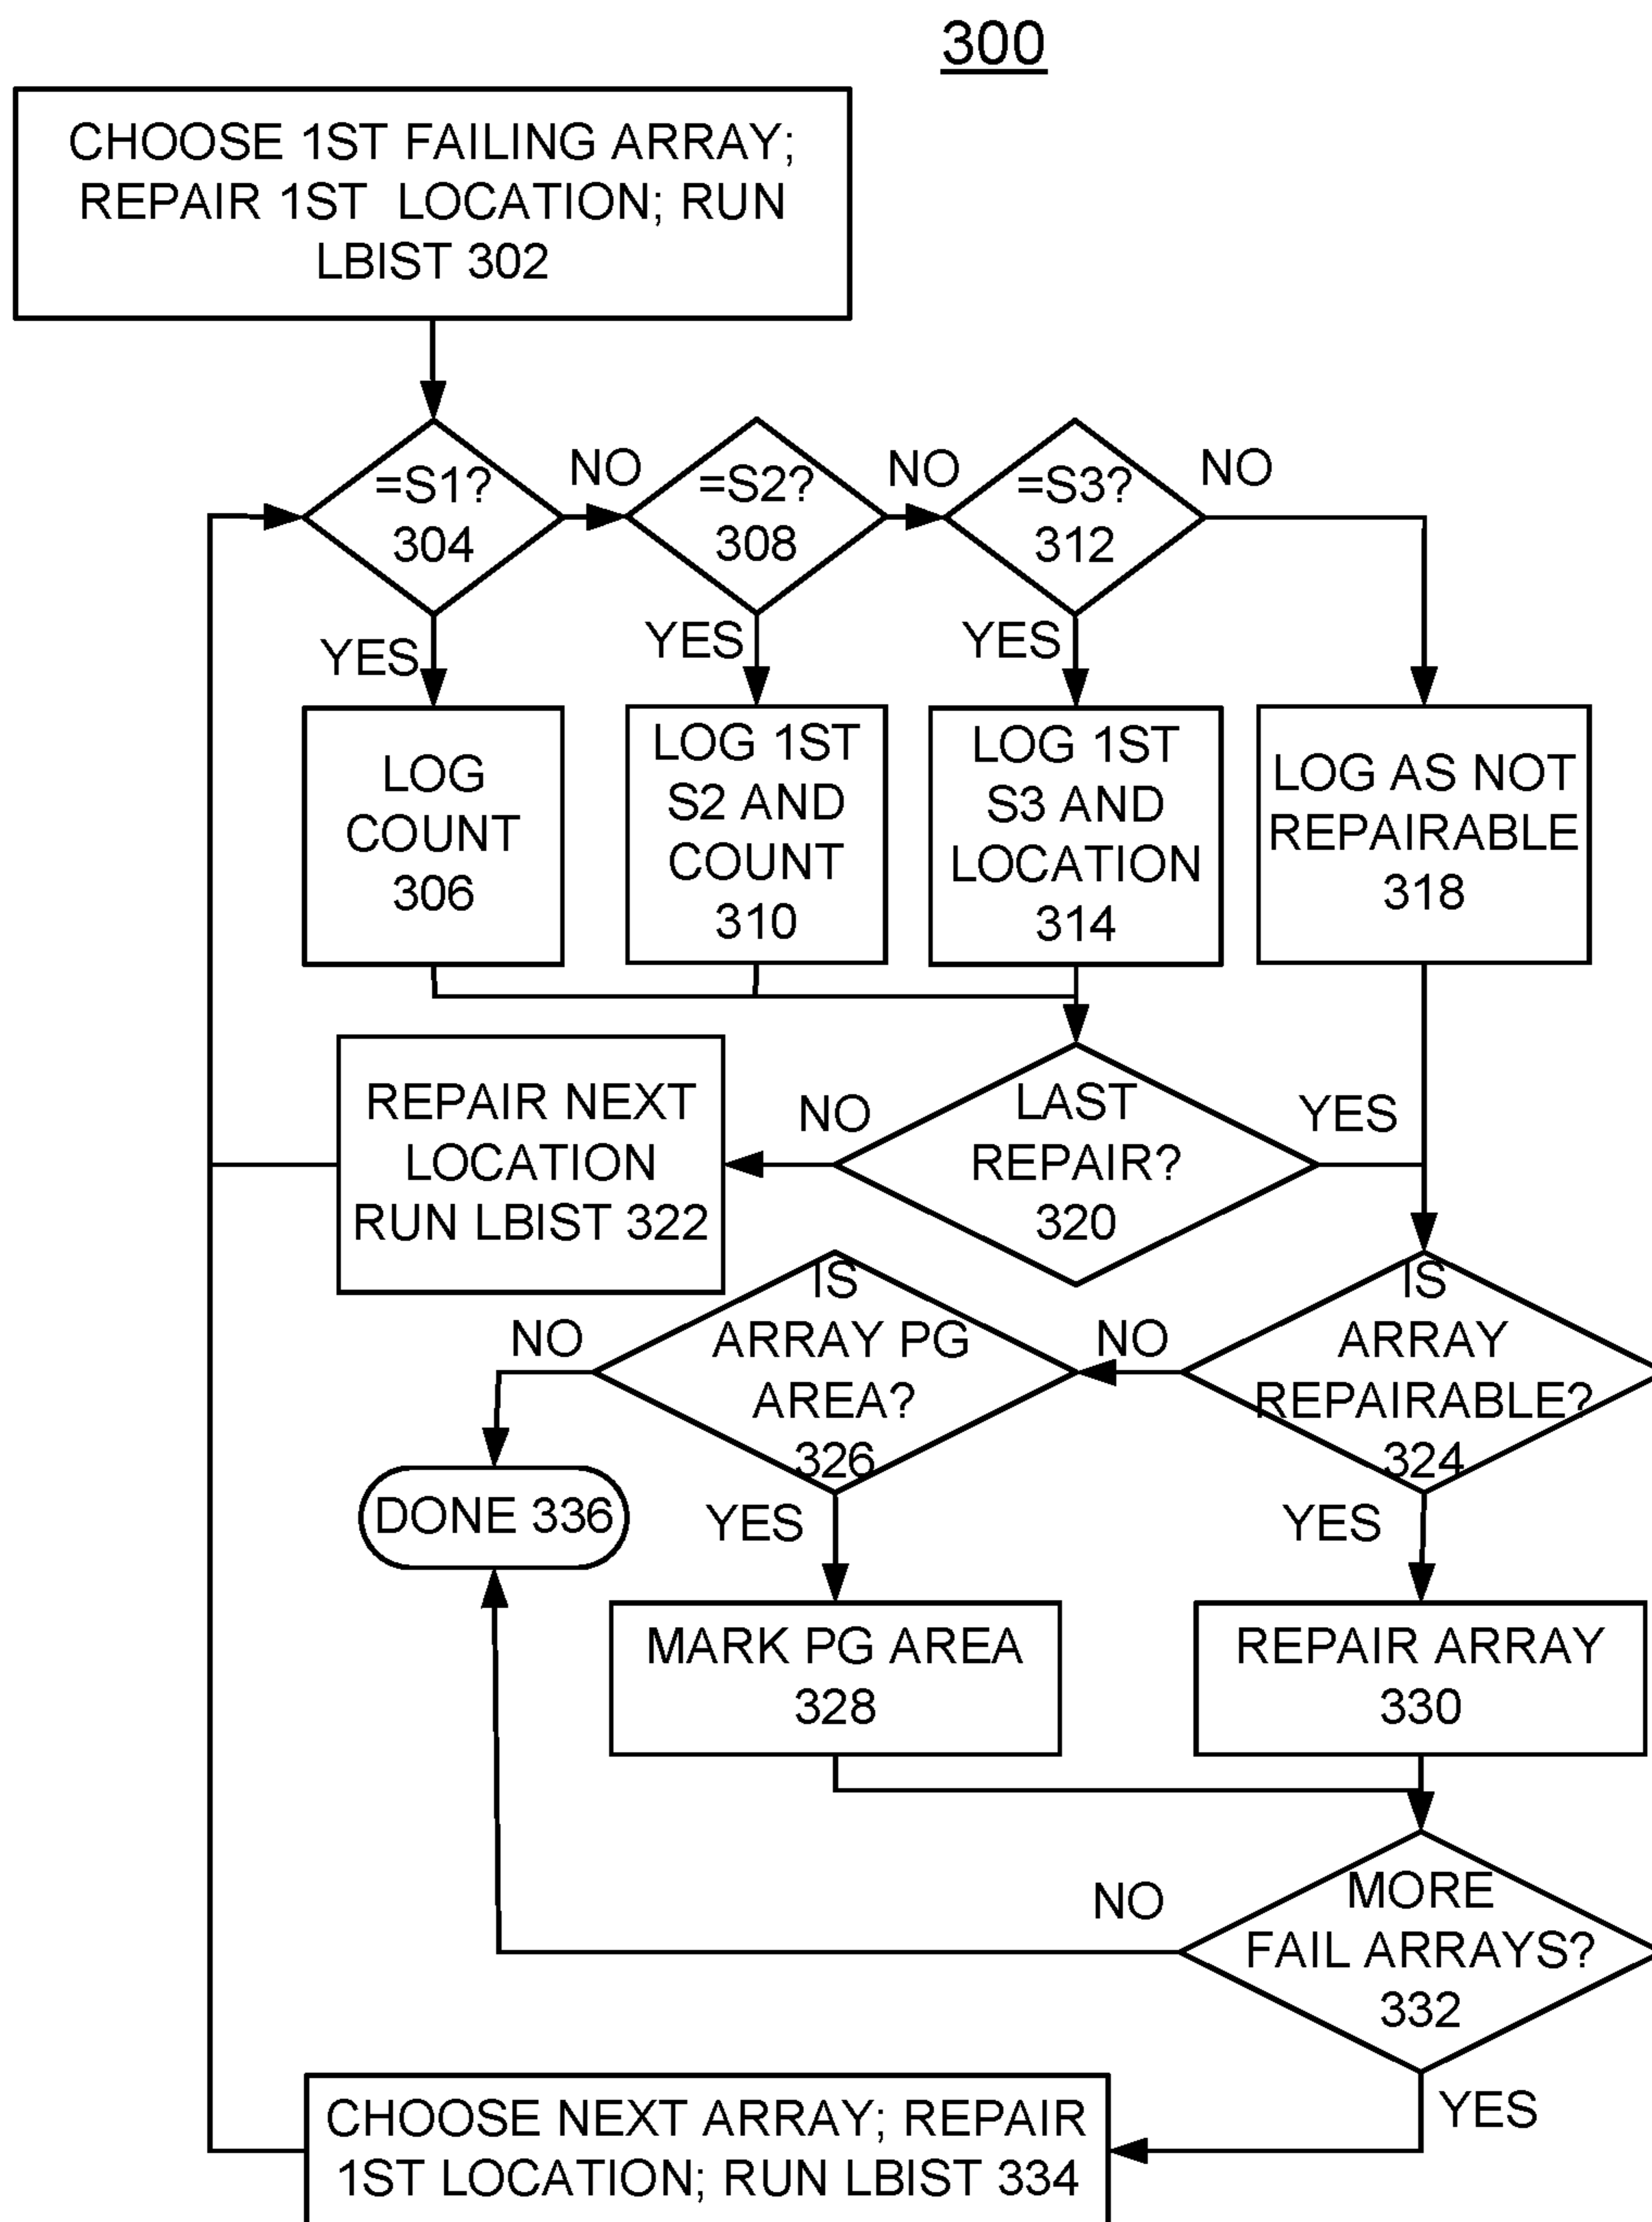 300
CHOOSE 1ST FAILING ARRAY;
REPAIR 1ST LOCATION; RUN
LBIST 302
=S1?
304
NO
=S2?
308
NO
=S3?
312
NO
YES
YES
YES
LOG
COUNT
306
LOG 1ST
S2 AND
COUNT
310
LOG 1ST
S3 AND
LOCATION
314
LOG AS NOT
REPAIRABLE
318
REPAIR NEXT
LOCATION
RUN LBIST 322
NO
LAST
REPAIR?
320
YES
NO
IS
ARRAY PG
AREA?
326
NO
IS
ARRAY
REPAIRABLE?
324
DONE 336
YES
YES
MARK PG AREA
328
REPAIR ARRAY
330
NO
MORE
FAIL ARRAYS?
332
YES
CHOOSE NEXT ARRAY; REPAIR
1ST LOCATION; RUN LBIST 334